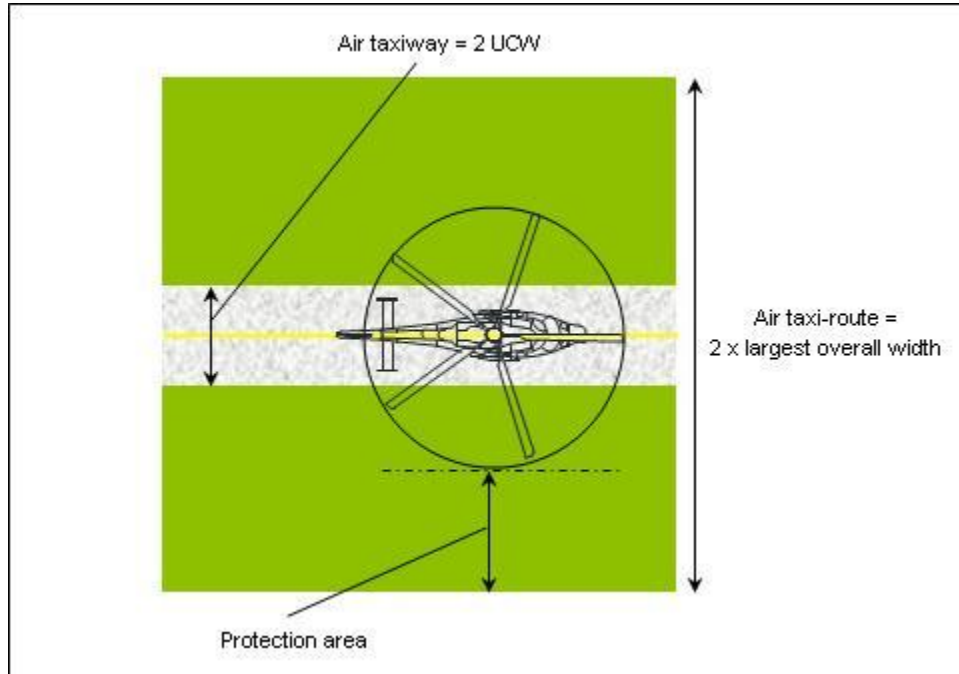 Air taxiway = 2 UCW
Air taxi-route =
2 x largest overall width
Protection area